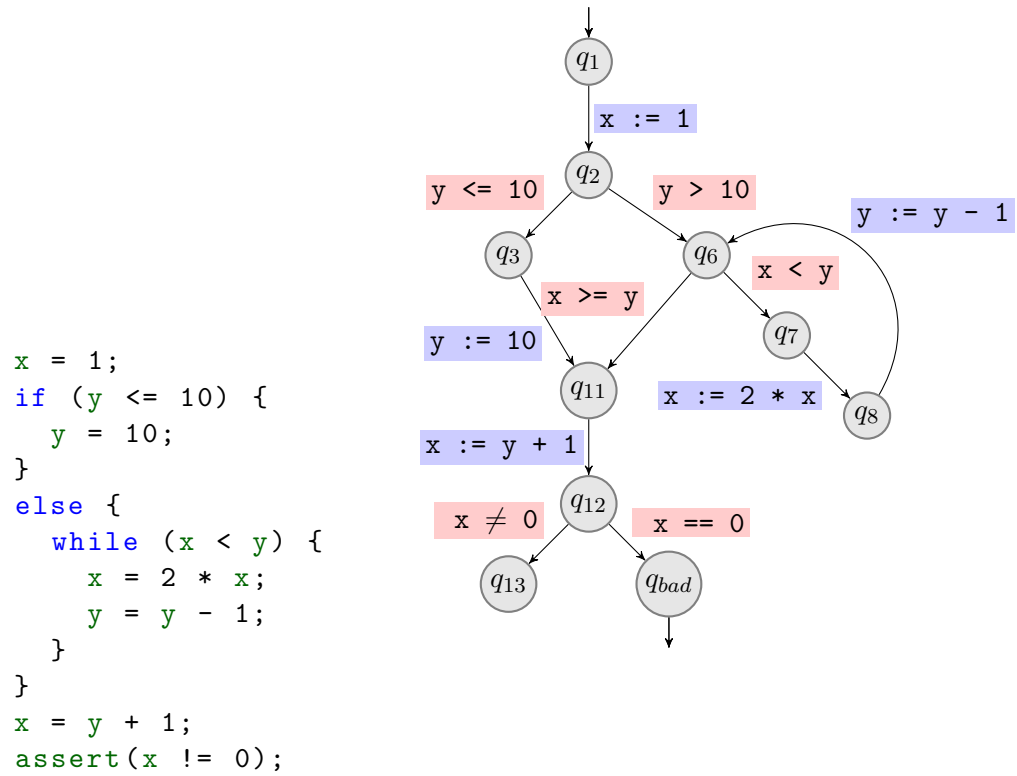 q1
x := 1
q2
y <= 10
y > 10
y := y - 1
q3
q6
x < y
x >= y
q7
y := 10
q11
x := 2 * x
q8
x := y + 1
q12
x ≠ 0
x == 0
q13
qbad
x = 1;
if (y <= 10) {
y = 10;
}
else {
while (x < y) {
x = 2 * x;
y = y - 1;
}
}
x = y + 1;
assert(x != 0);